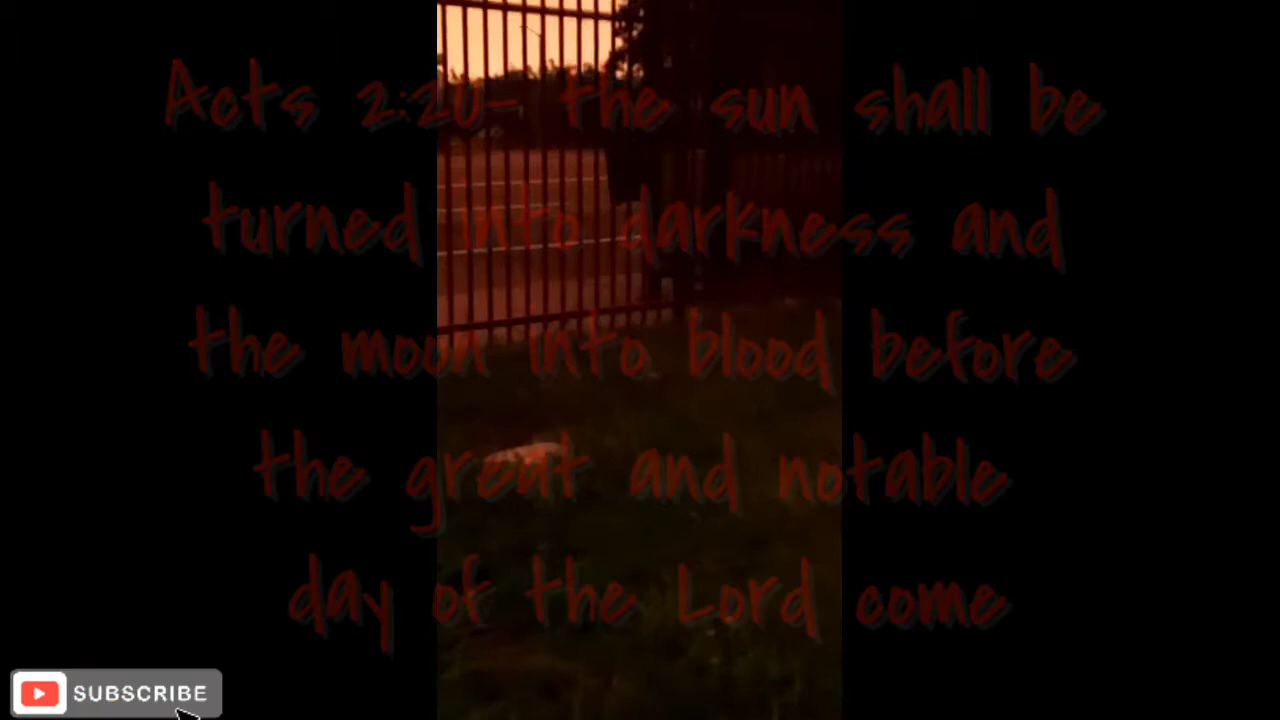 Acts 2:20- the sun shall be
turned into darkness and
the moon into blood before
the great and notable
day of the Lord come
SUBSCRIBE